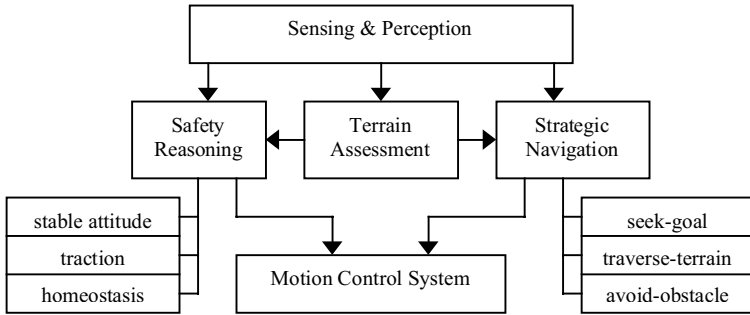 Sensing & Perception
Safety
Reasoning
Terrain
Assessment
Strategic
Navigation
stable attitude
traction
homeostasis
Motion Control System
seek-goal
traverse-terrain
avoid-obstacle